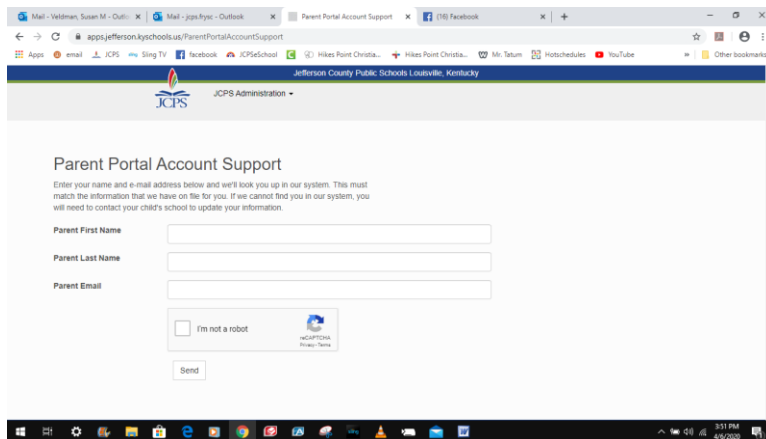 Mail - Veldman, Susan M - Outlo
Mail - jcps.frysc - Outlook
Parent Portal Account Support
(16) Facebook
apps.jefferson.kyschools.us/ParentPortalAccountSupport
Apps email JCPS Sling TV facebook JCPSeSchool Hikes Point Christia... Hikes Point Christia... Mr. Tatum Hotschedules YouTube » Other bookmarks
Jefferson County Public Schools Louisville, Kentucky
JCPS
JCPS Administration
Parent Portal Account Support
Enter your name and e-mail address below and we'll look you up in our system. This must
match the information that we have on file for you. If we cannot find you in our system, you
will need to contact your child's school to update your information.
Parent First Name
Parent Last Name
Parent Email
I'm not a robot
reCAPTCHA
Privacy - Terms
Send
3:51 PM
4/6/2020